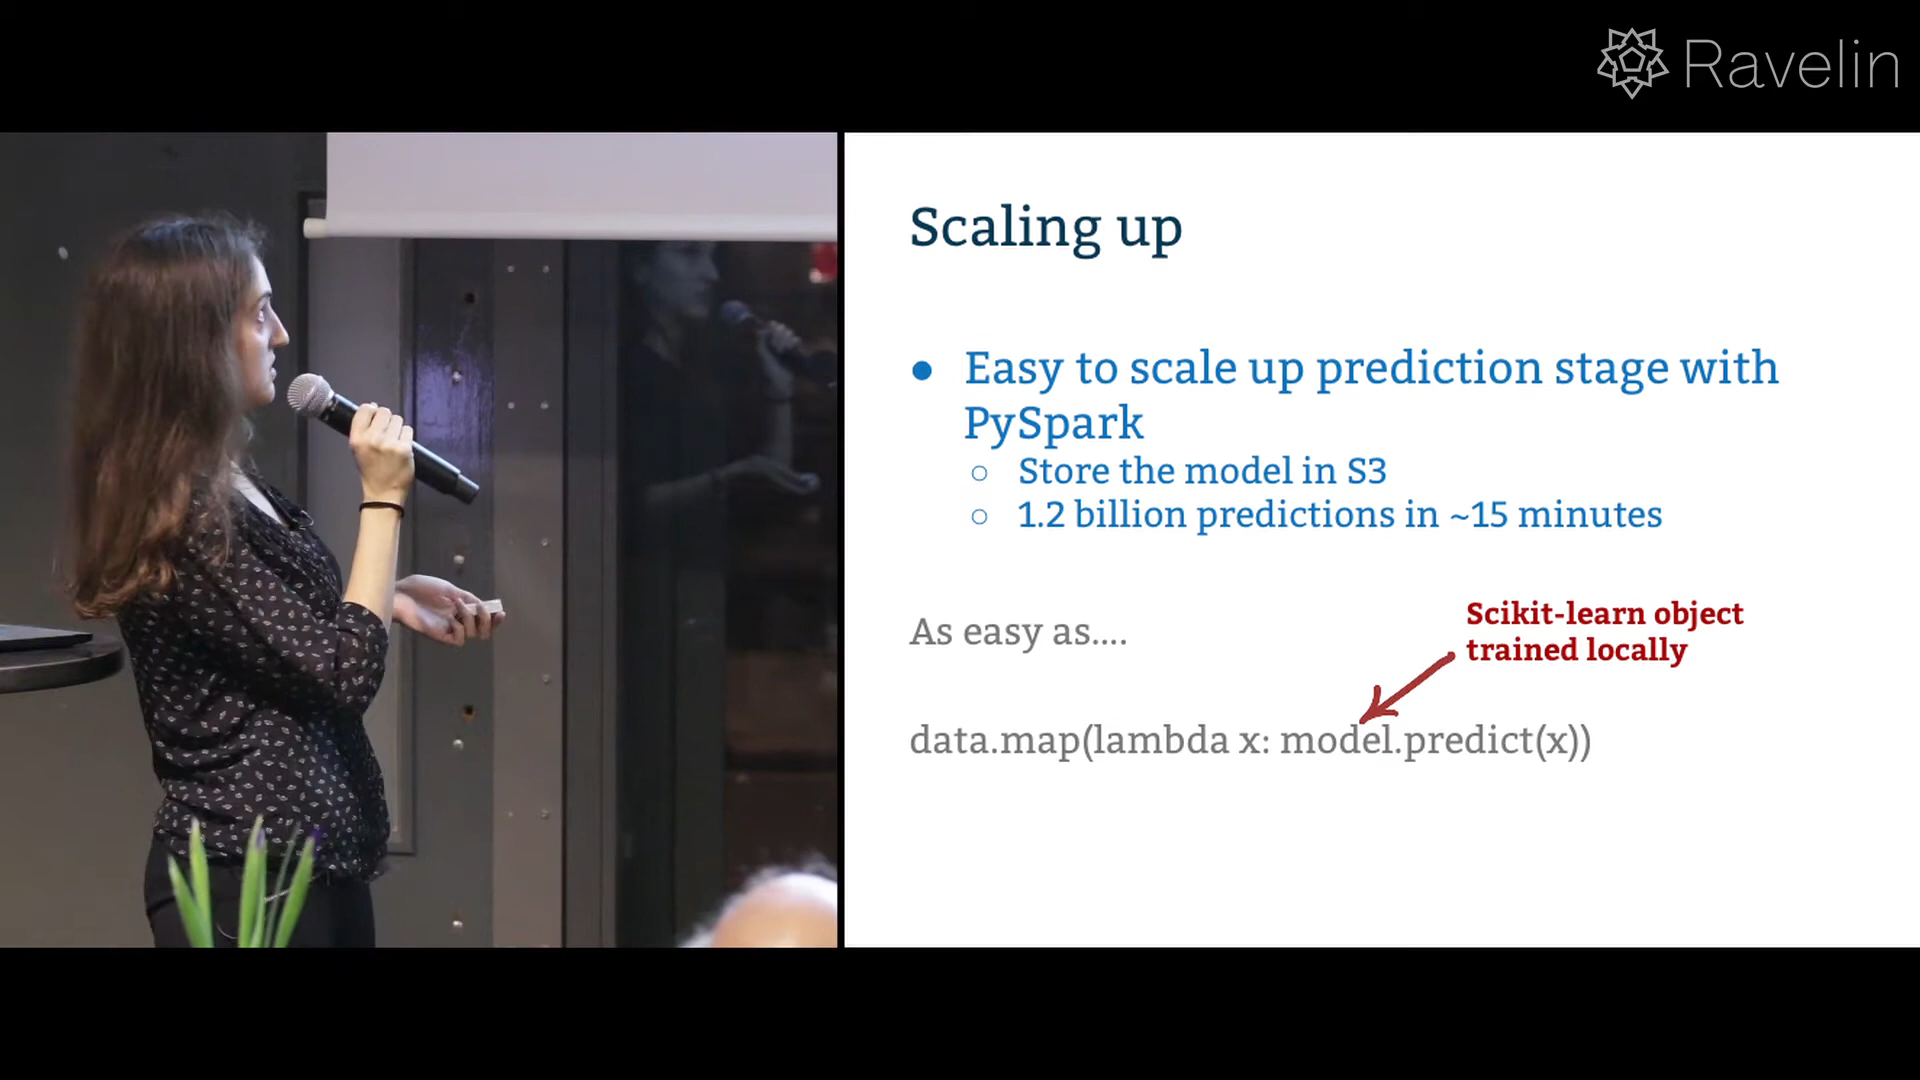 Ravelin
Scaling up
● Easy to scale up prediction stage with
PySpark
○ Store the model in S3
○ 1.2 billion predictions in ~15 minutes
As easy as....
Scikit-learn object
trained locally
data.map(lambda x: model.predict(x))